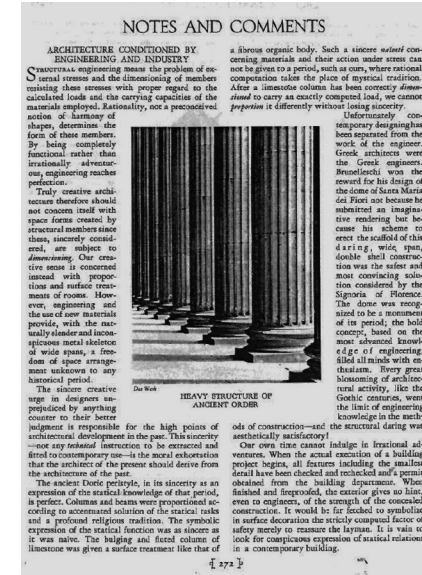 NOTES AND COMMENTS
ARCHITECTURE CONDITIONED BY
ENGINEERING AND INDUSTRY
STRUCTURAL engineering means the problem of ex-
ternal stresses and the dimensioning of members
resisting these stresses with proper regard to the
calculated loads and the carrying capacities of the
materials employed. Rationality, not a preconceived
notion of harmony of
shapes, determines the
form of these members.
By being completely
functional rather than
irrationally adventur-
ous, engineering reaches
perfection.
Truly creative archi-
tecture therefore should
not concern itself with
space forms created by
structural members since
these, sincerely consid-
ered, are subject to
dimensioning. Our crea-
tive sense is concerned
instead with propor-
tions and surface treat-
ments of rooms. How-
ever, engineering and
the use of new materials
provide, with the nat-
urally slender and incon-
spicuous metal skeleton
of wide spans, a free-
dom of space arrange-
ment unknown to any
historical period.
The sincere creative
urge in designers un-
prejudiced by anything
counter to their better
judgment is responsible for the high points of
architectural development in the past. This sincerity
—not any technical instruction to be extracted and
fitted to contemporary use—is the moral exhortation
that the architect of the present should derive from
the architecture of the past.
The ancient Doric peristyle, in its sincerity as an
expression of the statical knowledge of that period,
is perfect. Columns and beams were proportioned ac-
cording to accentuated solution of the statical tasks
and a profound religious tradition. The symbolic
expression of the statical function was as sincere as
it was naive. The bulging and fluted column of
limestone was given a surface treatment like that of
a fibrous organic body. Such a sincere naïveté con-
cerning materials and their action under stress can
not be given to a period, such as ours, where rational
computation takes the place of mystical tradition.
After a limestone column has been correctly dimen-
sioned to carry an exactly computed load, we cannot
proportion it differently without losing sincerity.
Unfortunately con-
temporary designing has
been separated from the
work of the engineer.
Greek architects were
the Greek engineers.
Brunelleschi won the
reward for his design of
the dome of Santa Maria
dei Fiori not because he
submitted an imagina-
tive rendering but be-
cause his scheme to
erect the scaffold of this
daring, wide span,
double shell construc-
tion was the safest and
most convincing solu-
tion considered by the
Signoria of Florence.
The dome was recog-
nized to be a monument
of its period; the bold
concept, based on the
most advanced knowl-
edge of engineering,
filled all minds with en-
thusiasm. Every great
blossoming of architec-
tural activity, like the
Gothic centuries, went
the limit of engineering
knowledge in the meth-
ods of construction—and the structural daring was
aesthetically satisfactory!
Our own time cannot indulge in irrational ad-
ventures. When the actual execution of a building
project begins, all features including the smallest
detail have been checked and rechecked and a permit
obtained from the building department. When
finished and fireproofed, the exterior gives no hint,
even to engineers, of the strength of the concealed
construction. It would be far fetched to symbolize
in surface decoration the strictly computed factor of
safety merely to reassure the layman. It is vain to
look for conspicuous expression of statical relations
in a contemporary building.
Das Werk
HEAVY STRUCTURE OF
ANCIENT ORDER
[ 272 ]